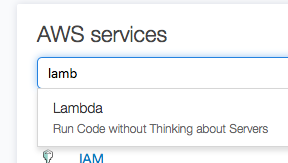 AWS services
lamb
Lambda
Run Code without Thinking about Servers
IAM